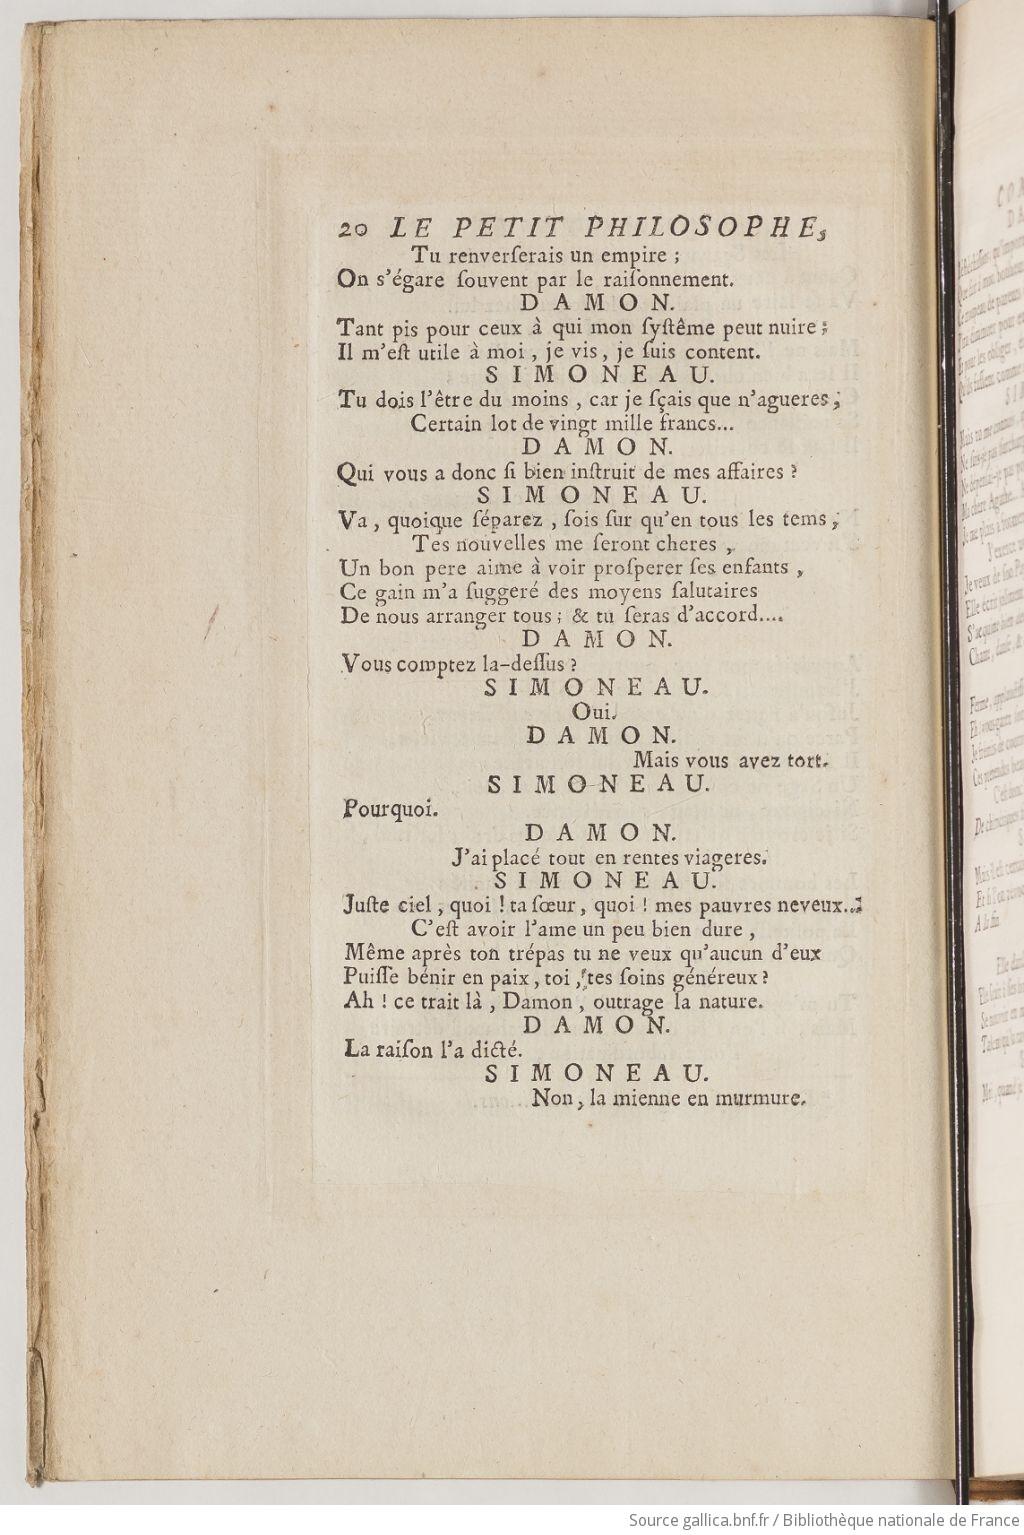 20 LE PETIT PHILOSOPHE,
Tu renverſerais un empire ;
On s'égare ſouvent par le raiſonnement.
DAMON.
Tant pis pour ceux à qui mon ſyſtême peut nuire ;
Il m'eſt utile à moi , je vis , je ſuis content.
SIMONEAU.
Tu dois l'être du moins , car je ſçais que n'agueres ,
Certain lot de vingt mille francs...
DAMON.
Qui vous a donc ſi bien inſtruit de mes affaires ?
SIMONEAU.
Va , quoique ſéparez , ſois ſur qu'en tous les tems ,
Tes nouvelles me ſeront cheres ,
Un bon pere aime à voir proſperer ſes enfants ,
Ce gain m'a ſuggeré des moyens ſalutaires
De nous arranger tous ; & tu ſeras d'accord....
DAMON.
Vous comptez la-deſſus ?
SIMONEAU.
Oui.
DAMON.
Mais vous avez tort.
SIMONEAU.
Pourquoi.
DAMON.
J'ai placé tout en rentes viageres.
SIMONEAU.
Juſte ciel , quoi ! ta ſœur , quoi ! mes pauvres neveux...
C'eſt avoir l'ame un peu bien dure ,
Même après ton trépas tu ne veux qu'aucun d'eux
Puiſſe bénir en paix , toi , tes ſoins généreux ?
Ah ! ce trait là , Damon , outrage la nature.
DAMON.
La raiſon l'a dicté.
SIMONEAU.
Non , la mienne en murmure.
Source gallica.bnf.fr / Bibliothèque nationale de France